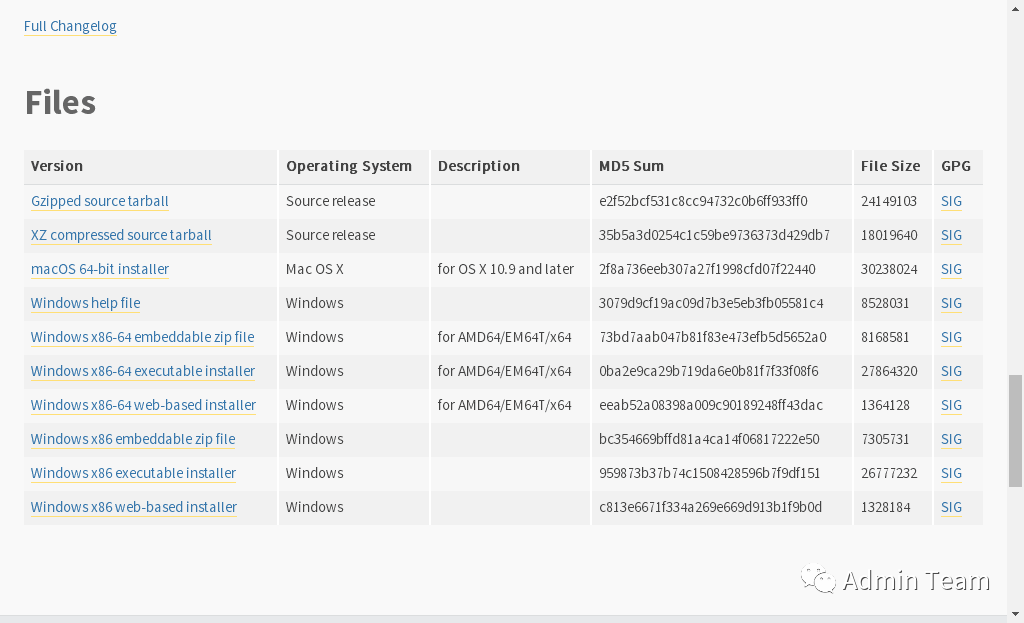 Full Changelog
Files
Version Operating System Description MD5 Sum File Size GPG
Gzipped source tarball Source release e2f52bcf531c8cc94732c0b6ff933ff0 24149103 SIG
XZ compressed source tarball Source release 35b5a3d0254c1c59be9736373d429db7 18019640 SIG
macOS 64-bit installer Mac OS X for OS X 10.9 and later 2f8a736eeb307a27f1998cfd07f22440 30238024 SIG
Windows help file Windows 3079d9cf19ac09d7b3e5eb3fb05581c4 8528031 SIG
Windows x86-64 embeddable zip file Windows for AMD64/EM64T/x64 73bd7aab047b81f83e473efb5d5652a0 8168581 SIG
Windows x86-64 executable installer Windows for AMD64/EM64T/x64 0ba2e9ca29b719da6e0b81f7f33f08f6 27864320 SIG
Windows x86-64 web-based installer Windows for AMD64/EM64T/x64 eeab52a08398a009c90189248ff43dac 1364128 SIG
Windows x86 embeddable zip file Windows bc354669bffd81a4ca14f06817222e50 7305731 SIG
Windows x86 executable installer Windows 959873b37b74c1508428596b7f9df151 26777232 SIG
Windows x86 web-based installer Windows c813e6671f334a269e669d913b1f9b0d 1328184 SIG
Admin Team